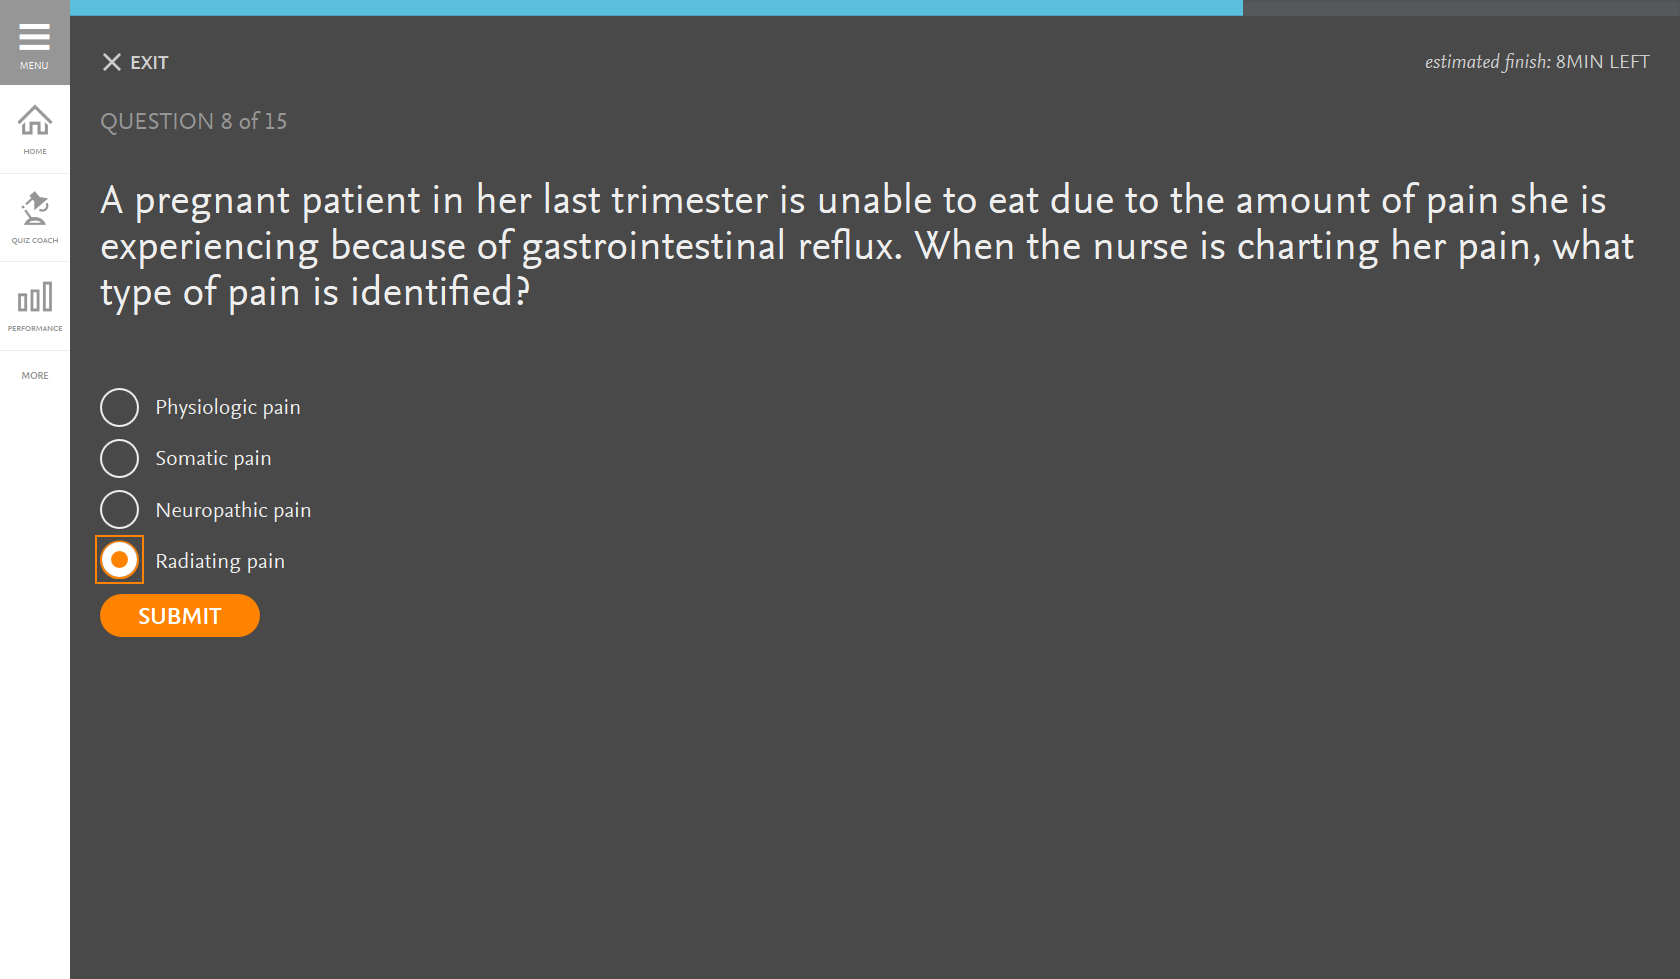 MENU
HOME
QUIZ COACH
PERFORMANCE
MORE
EXIT
estimated finish: 8MIN LEFT
QUESTION 8 of 15
A pregnant patient in her last trimester is unable to eat due to the amount of pain she is
experiencing because of gastrointestinal reflux. When the nurse is charting her pain, what
type of pain is identified?
Physiologic pain
Somatic pain
Neuropathic pain
Radiating pain
SUBMIT